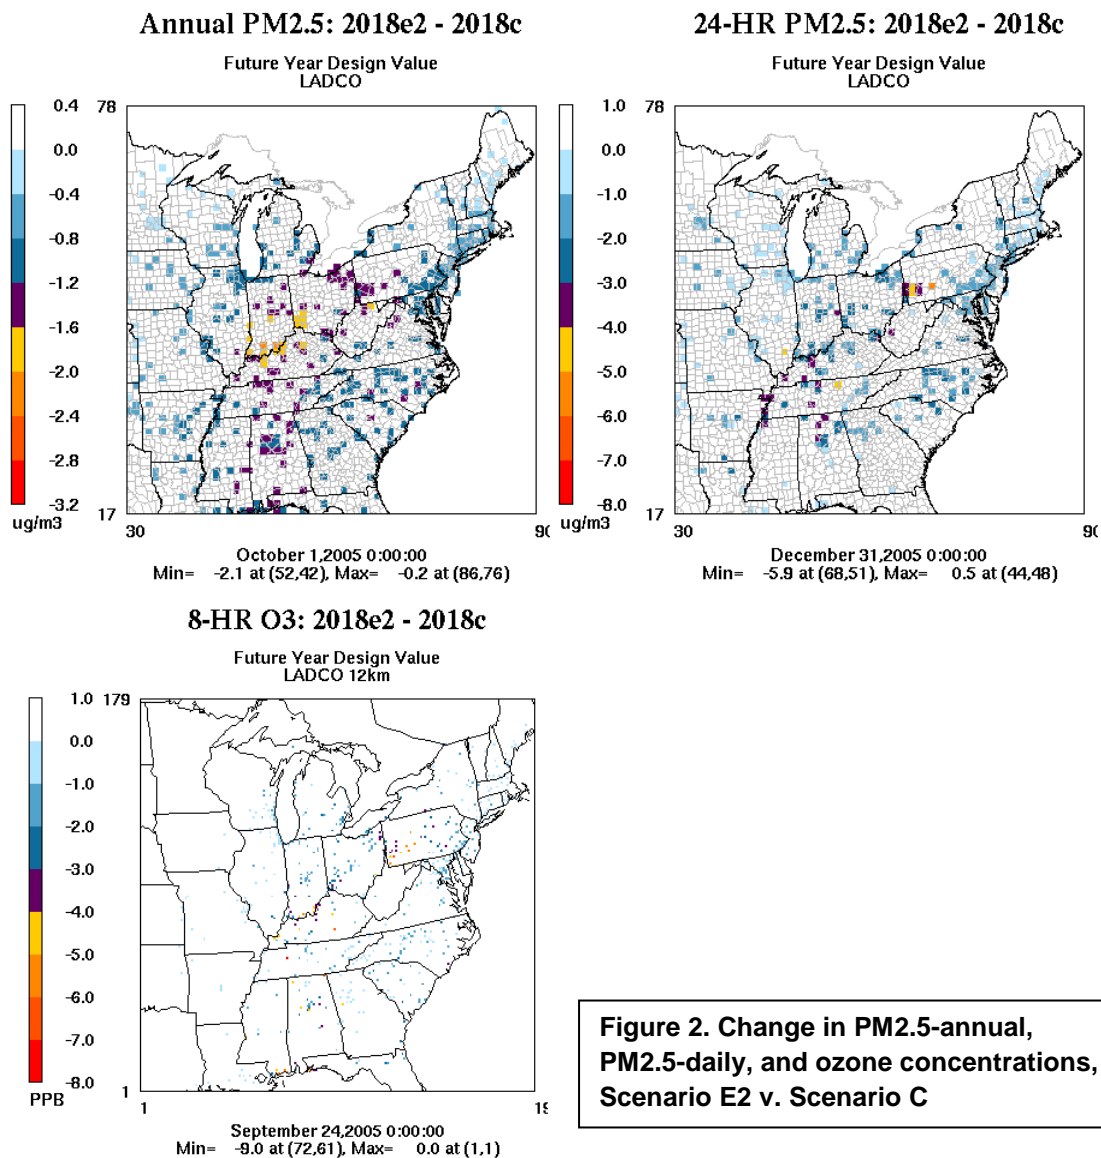 Annual PM2.5: 2018e2 - 2018c
Future Year Design Value
LADCO
0.4
0.0
-0.4
-0.8
-1.2
-1.6
-2.0
-2.4
-2.8
-3.2
ug/m3
78
17
30
90
October 1,2005 0:00:00
Min= -2.1 at (52,42), Max= -0.2 at (86,76)
24-HR PM2.5: 2018e2 - 2018c
Future Year Design Value
LADCO
1.0
0.0
-1.0
-2.0
-3.0
-4.0
-5.0
-6.0
-7.0
-8.0
ug/m3
78
17
30
90
December 31,2005 0:00:00
Min= -5.9 at (68,51), Max= 0.5 at (44,48)
8-HR O3: 2018e2 - 2018c
Future Year Design Value
LADCO 12km
1.0
0.0
-1.0
-2.0
-3.0
-4.0
-5.0
-6.0
-7.0
-8.0
PPB
179
1
1
September 24,2005 0:00:00
Min= -9.0 at (72,61), Max= 0.0 at (1,1)
Figure 2. Change in PM2.5-annual,
PM2.5-daily, and ozone concentrations,
Scenario E2 v. Scenario C